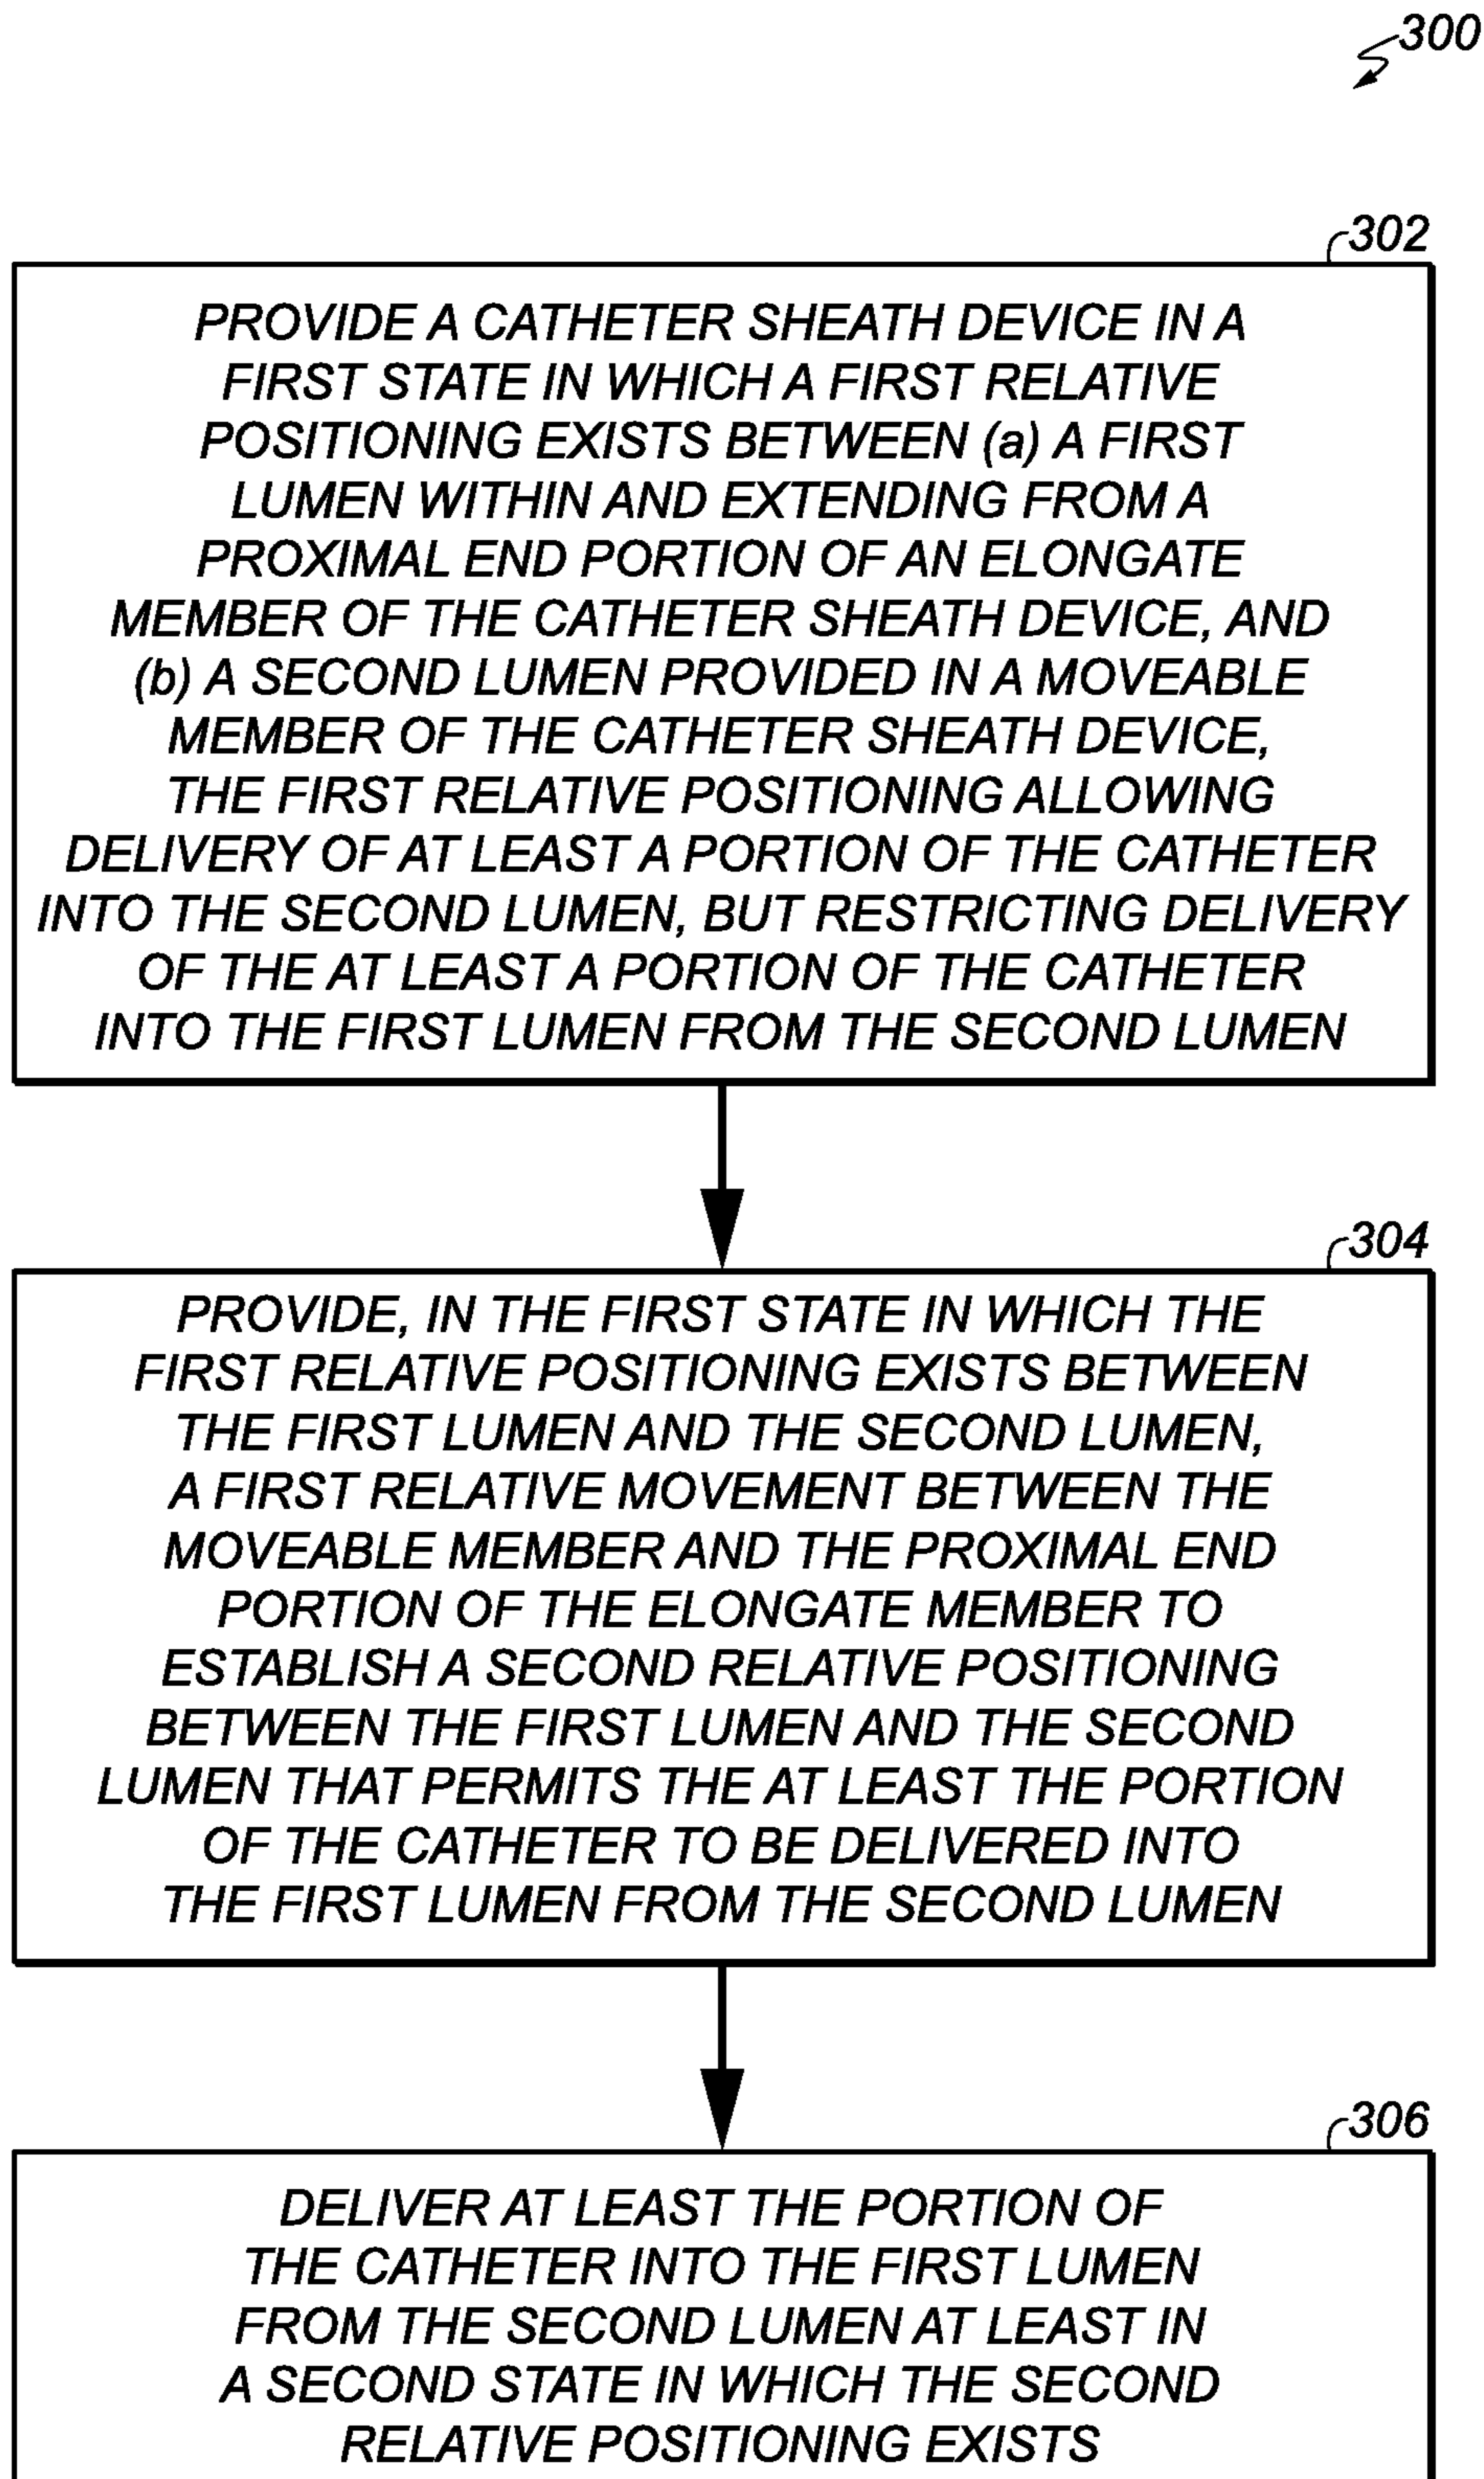 300
302
PROVIDE A CATHETER SHEATH DEVICE IN A
FIRST STATE IN WHICH A FIRST RELATIVE
POSITIONING EXISTS BETWEEN (a) A FIRST
LUMEN WITHIN AND EXTENDING FROM A
PROXIMAL END PORTION OF AN ELONGATE
MEMBER OF THE CATHETER SHEATH DEVICE, AND
(b) A SECOND LUMEN PROVIDED IN A MOVEABLE
MEMBER OF THE CATHETER SHEATH DEVICE,
THE FIRST RELATIVE POSITIONING ALLOWING
DELIVERY OF AT LEAST A PORTION OF THE CATHETER
INTO THE SECOND LUMEN, BUT RESTRICTING DELIVERY
OF THE AT LEAST A PORTION OF THE CATHETER
INTO THE FIRST LUMEN FROM THE SECOND LUMEN
304
PROVIDE, IN THE FIRST STATE IN WHICH THE
FIRST RELATIVE POSITIONING EXISTS BETWEEN
THE FIRST LUMEN AND THE SECOND LUMEN,
A FIRST RELATIVE MOVEMENT BETWEEN THE
MOVEABLE MEMBER AND THE PROXIMAL END
PORTION OF THE ELONGATE MEMBER TO
ESTABLISH A SECOND RELATIVE POSITIONING
BETWEEN THE FIRST LUMEN AND THE SECOND
LUMEN THAT PERMITS THE AT LEAST THE PORTION
OF THE CATHETER TO BE DELIVERED INTO
THE FIRST LUMEN FROM THE SECOND LUMEN
306
DELIVER AT LEAST THE PORTION OF
THE CATHETER INTO THE FIRST LUMEN
FROM THE SECOND LUMEN AT LEAST IN
A SECOND STATE IN WHICH THE SECOND
RELATIVE POSITIONING EXISTS